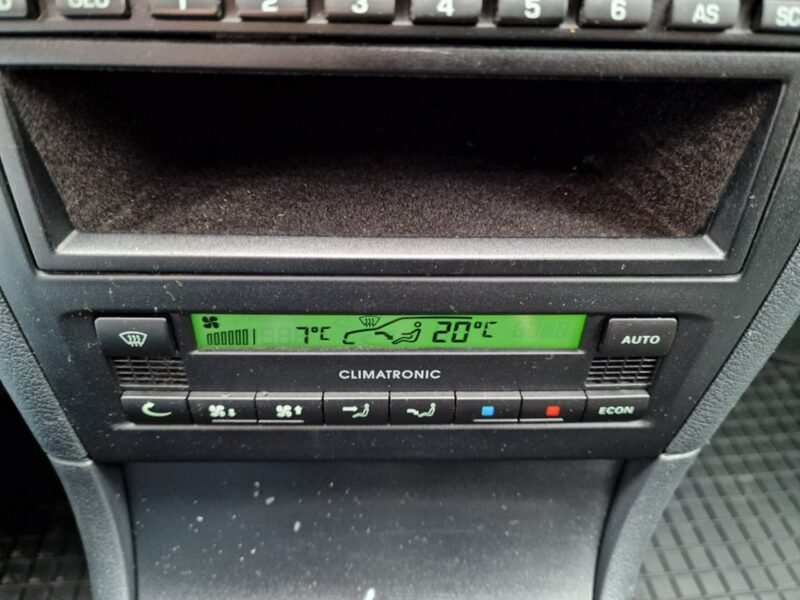 1 2 3 4 5 6 AS
7°C 20°C
AUTO
CLIMATRONIC
ECON